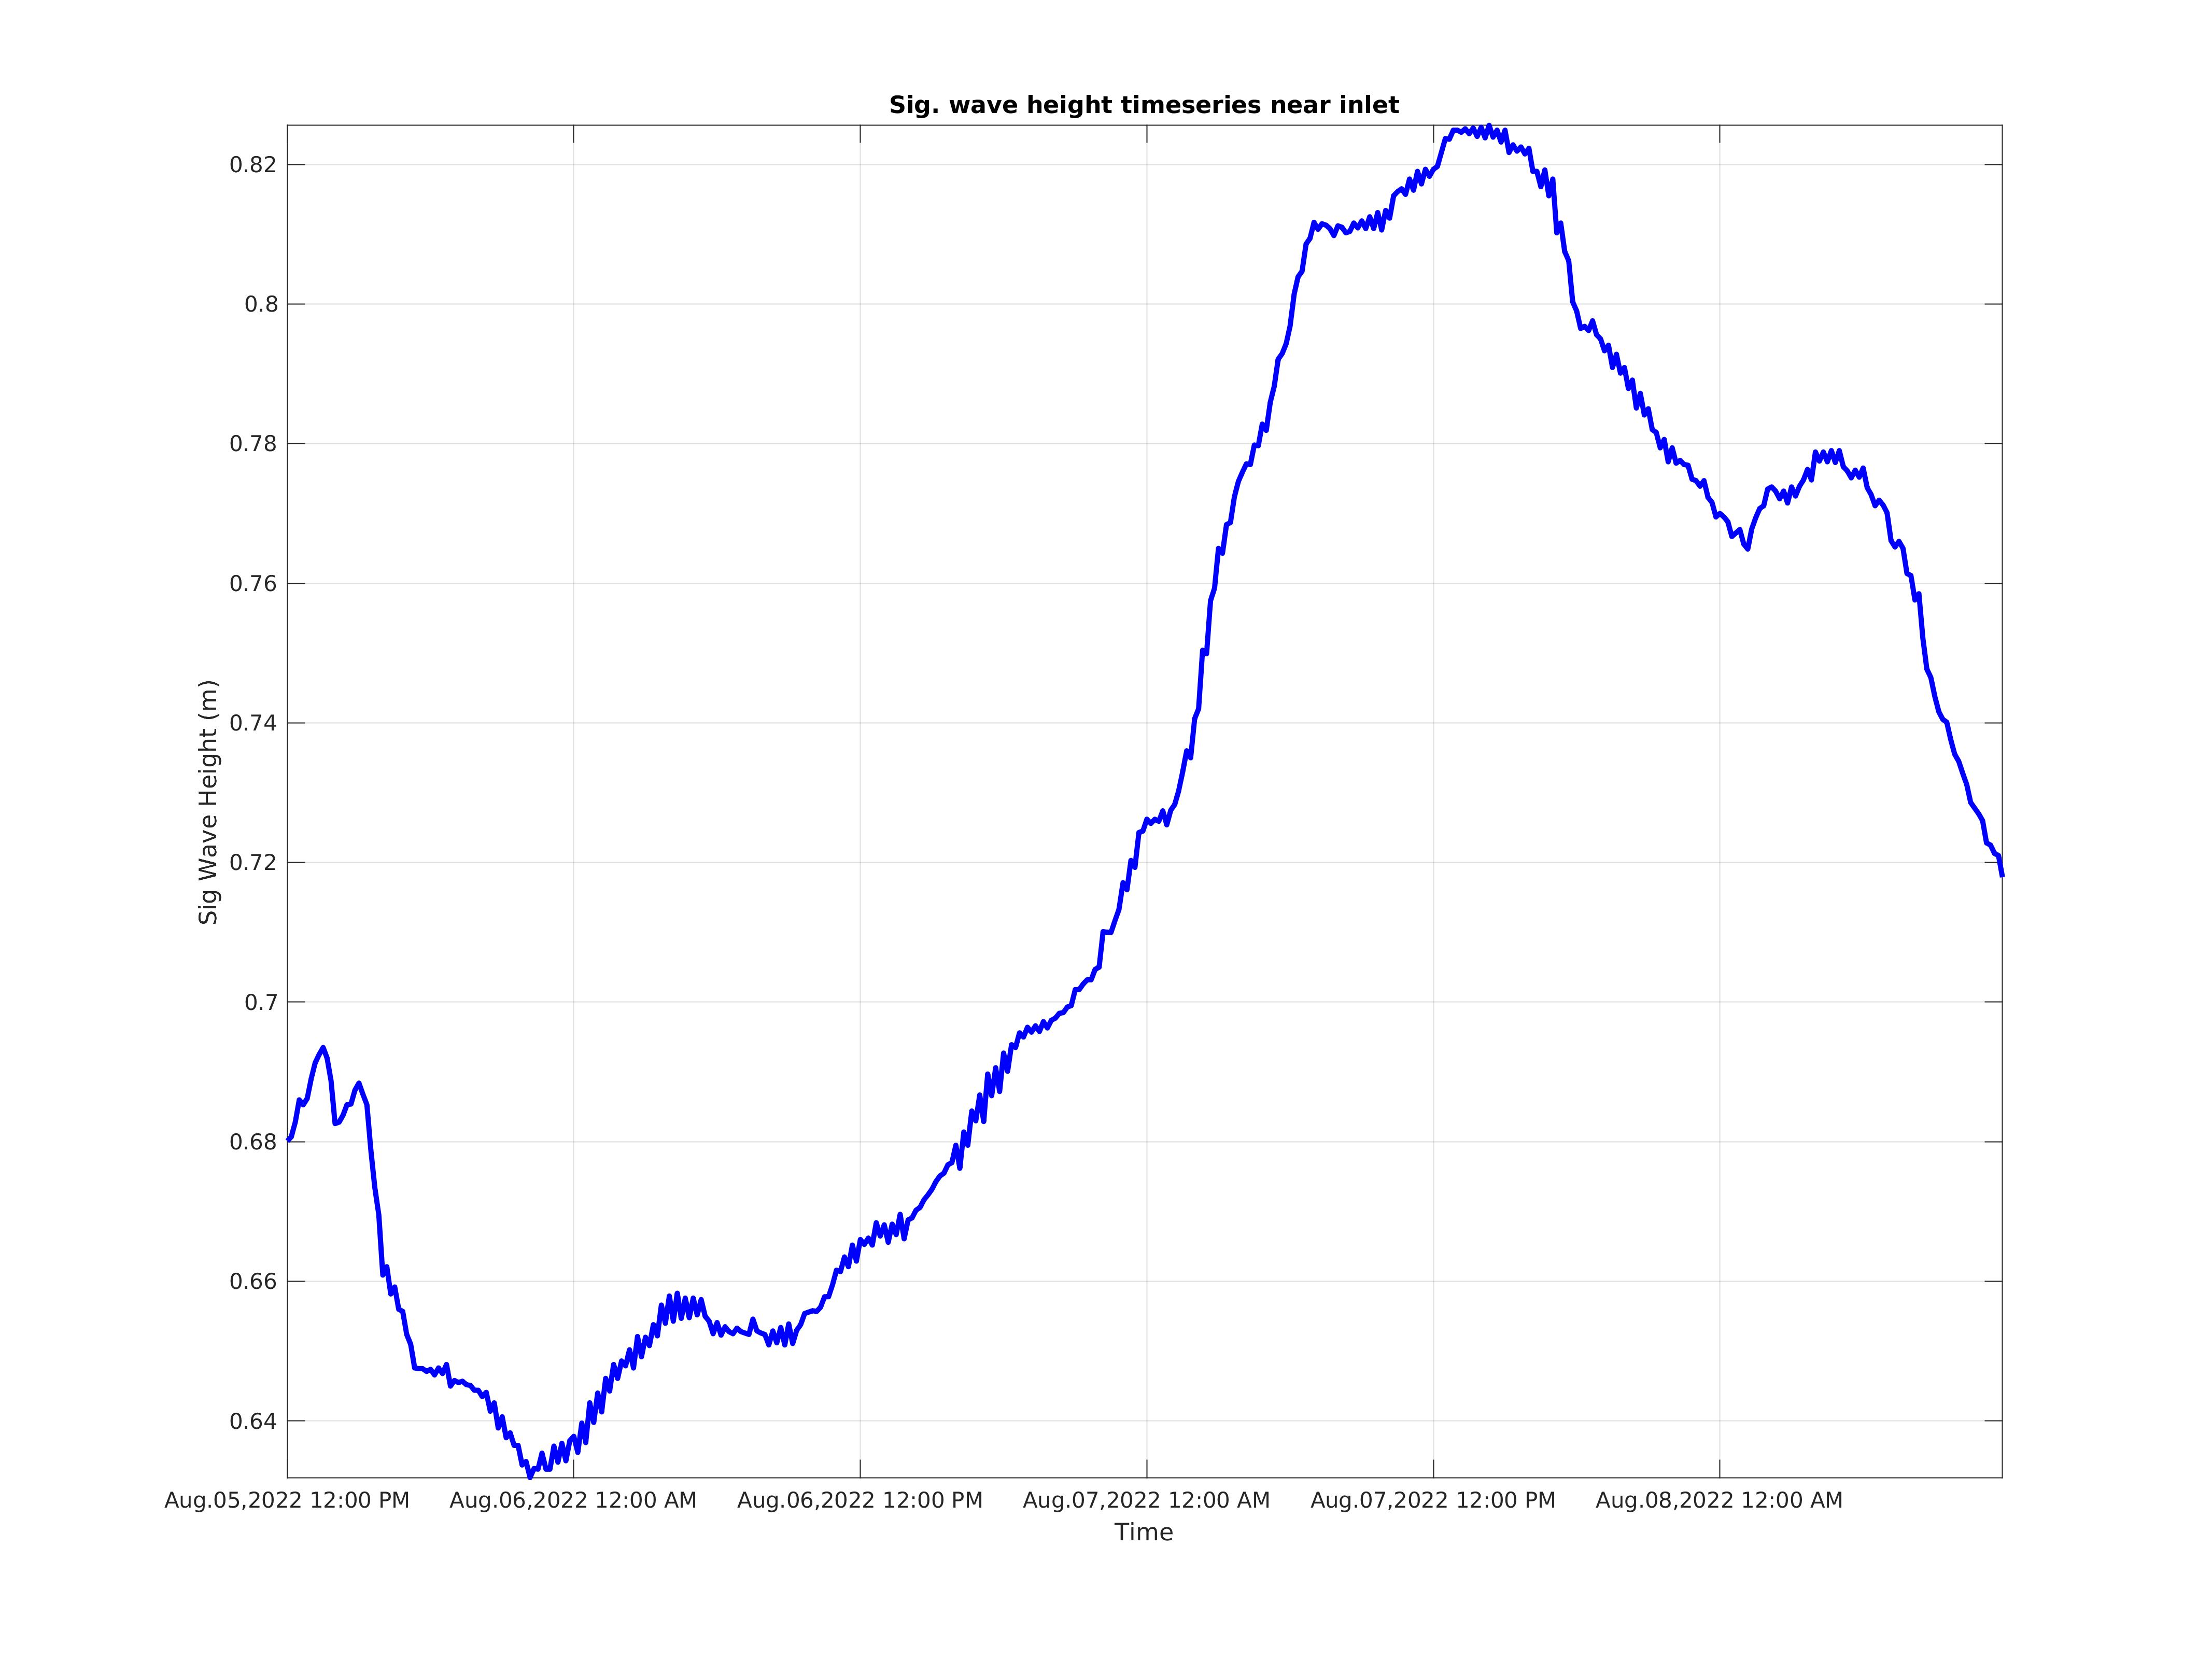 Sig. wave height timeseries near inlet
0.82
0.8
0.78
0.76
0.74
0.72
0.7
0.68
0.66
0.64
Sig Wave Height (m)
Aug.05,2022 12:00 PM Aug.06,2022 12:00 AM Aug.06,2022 12:00 PM Aug.07,2022 12:00 AM Aug.07,2022 12:00 PM Aug.08,2022 12:00 AM
Time